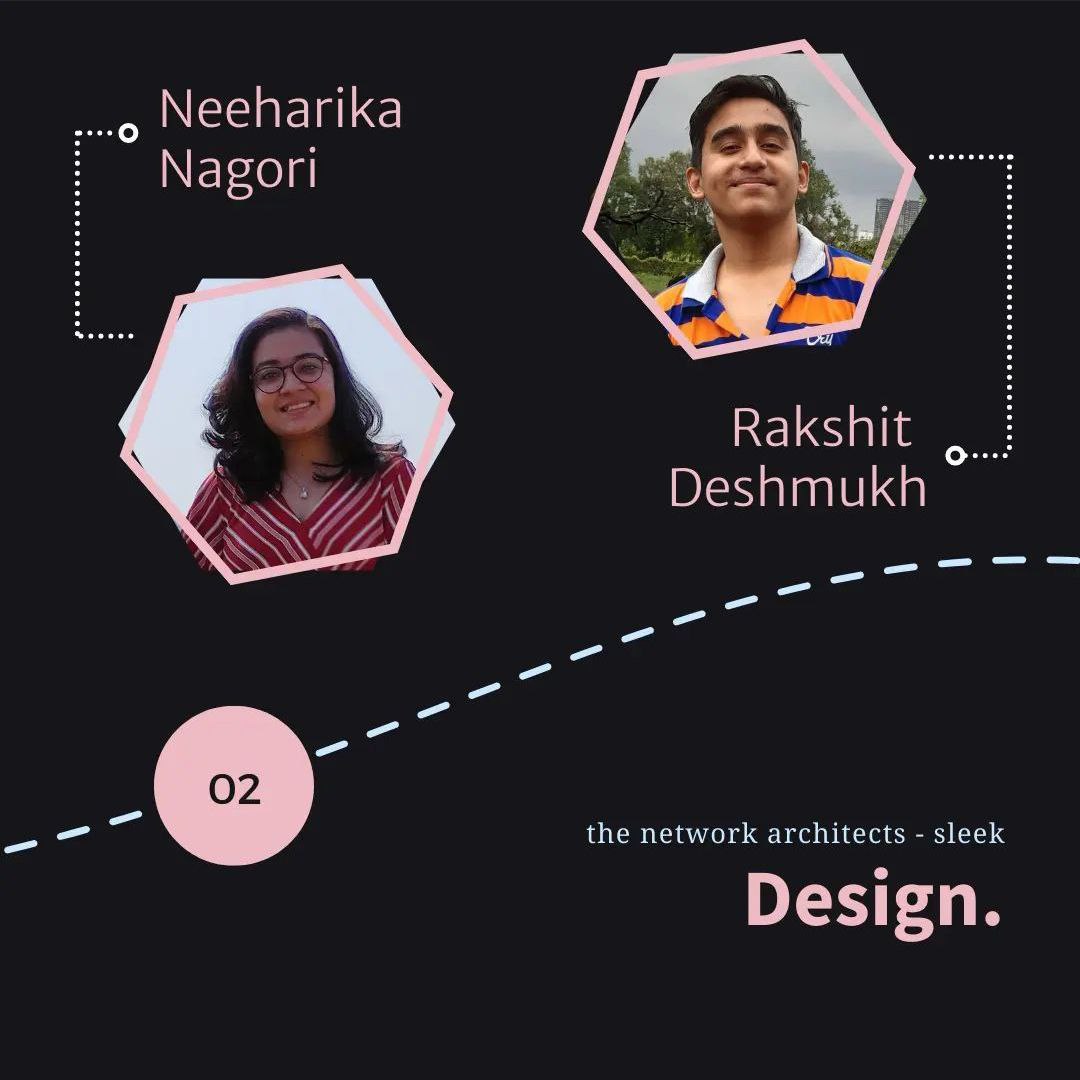 Neeharika
Nagori
Rakshit
Deshmukh
02
the network architects - sleek
Design.